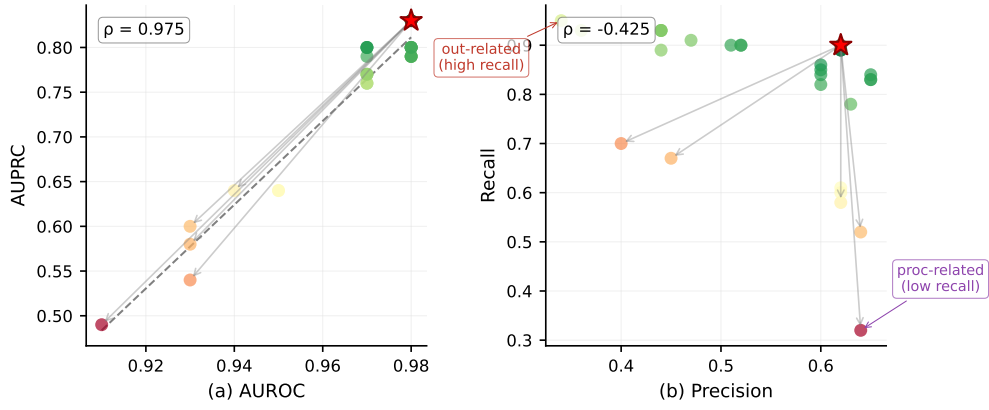 ρ = 0.975
AUPRC
0.80
0.75
0.70
0.65
0.60
0.55
0.50
0.92
0.94
0.96
0.98
(a) AUROC
out-related
(high recall)
ρ = -0.425
Recall
0.9
0.8
0.7
0.6
0.5
0.4
0.3
proc-related
(low recall)
0.4
0.5
0.6
(b) Precision